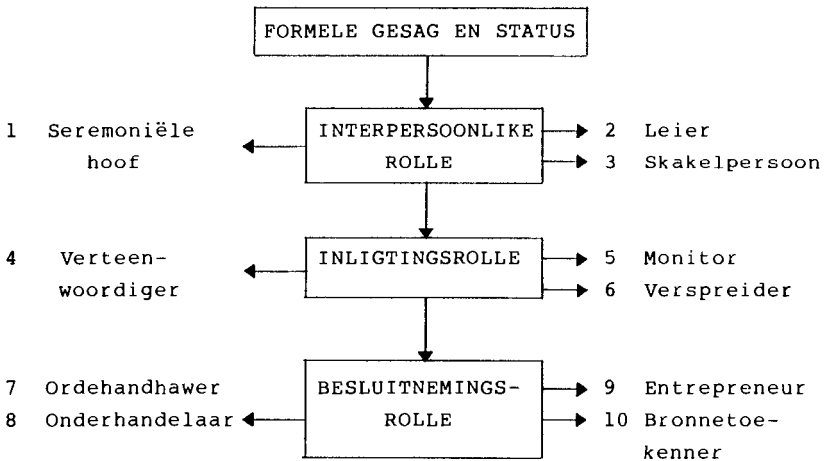 FORMELE GESAG EN STATUS
1 Seremoniële INTERPERSOONLIKE 2 Leier
hoof ROLLE 3 Skakelpersoon
4 Verteen- INLIGTINGSROLLE 5 Monitor
woordiger 6 Verspreider
7 Ordehandhawer BESLUITNEMINGS- 9 Entrepreneur
8 Onderhandelaar ROLLE 10 Bronnetoe-
kenner